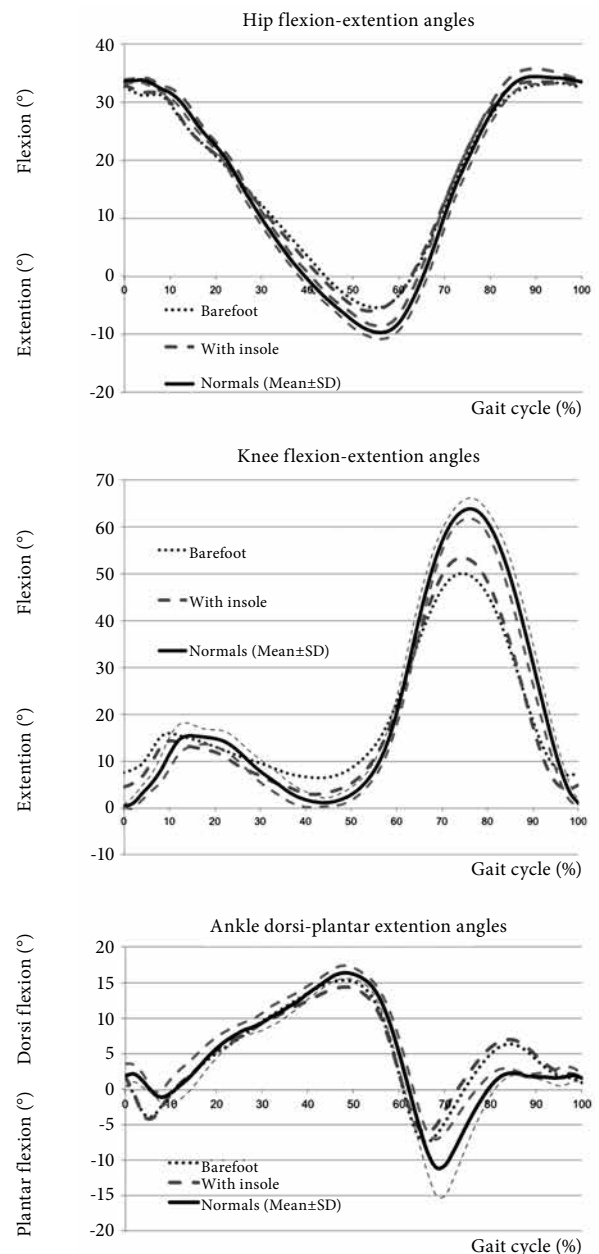 Hip flexion-extention angles
Flexion (°)
Extention (°)
40
30
20
10
0
-10
-20
0 10 20 30 40 50 60 70 80 90 100
Barefoot
With insole
Normals (Mean±SD)
Gait cycle (%)
Knee flexion-extention angles
Flexion (°)
Extention (°)
70
60
50
40
30
20
10
0
-10
0 10 20 30 40 50 60 70 80 90 100
Barefoot
With insole
Normals (Mean±SD)
Gait cycle (%)
Ankle dorsi-plantar extention angles
Dorsi flexion (°)
Plantar flexion (°)
20
15
10
5
0
-5
-10
-15
-20
0 10 20 30 40 50 60 70 80 90 100
Barefoot
With insole
Normals (Mean±SD)
Gait cycle (%)